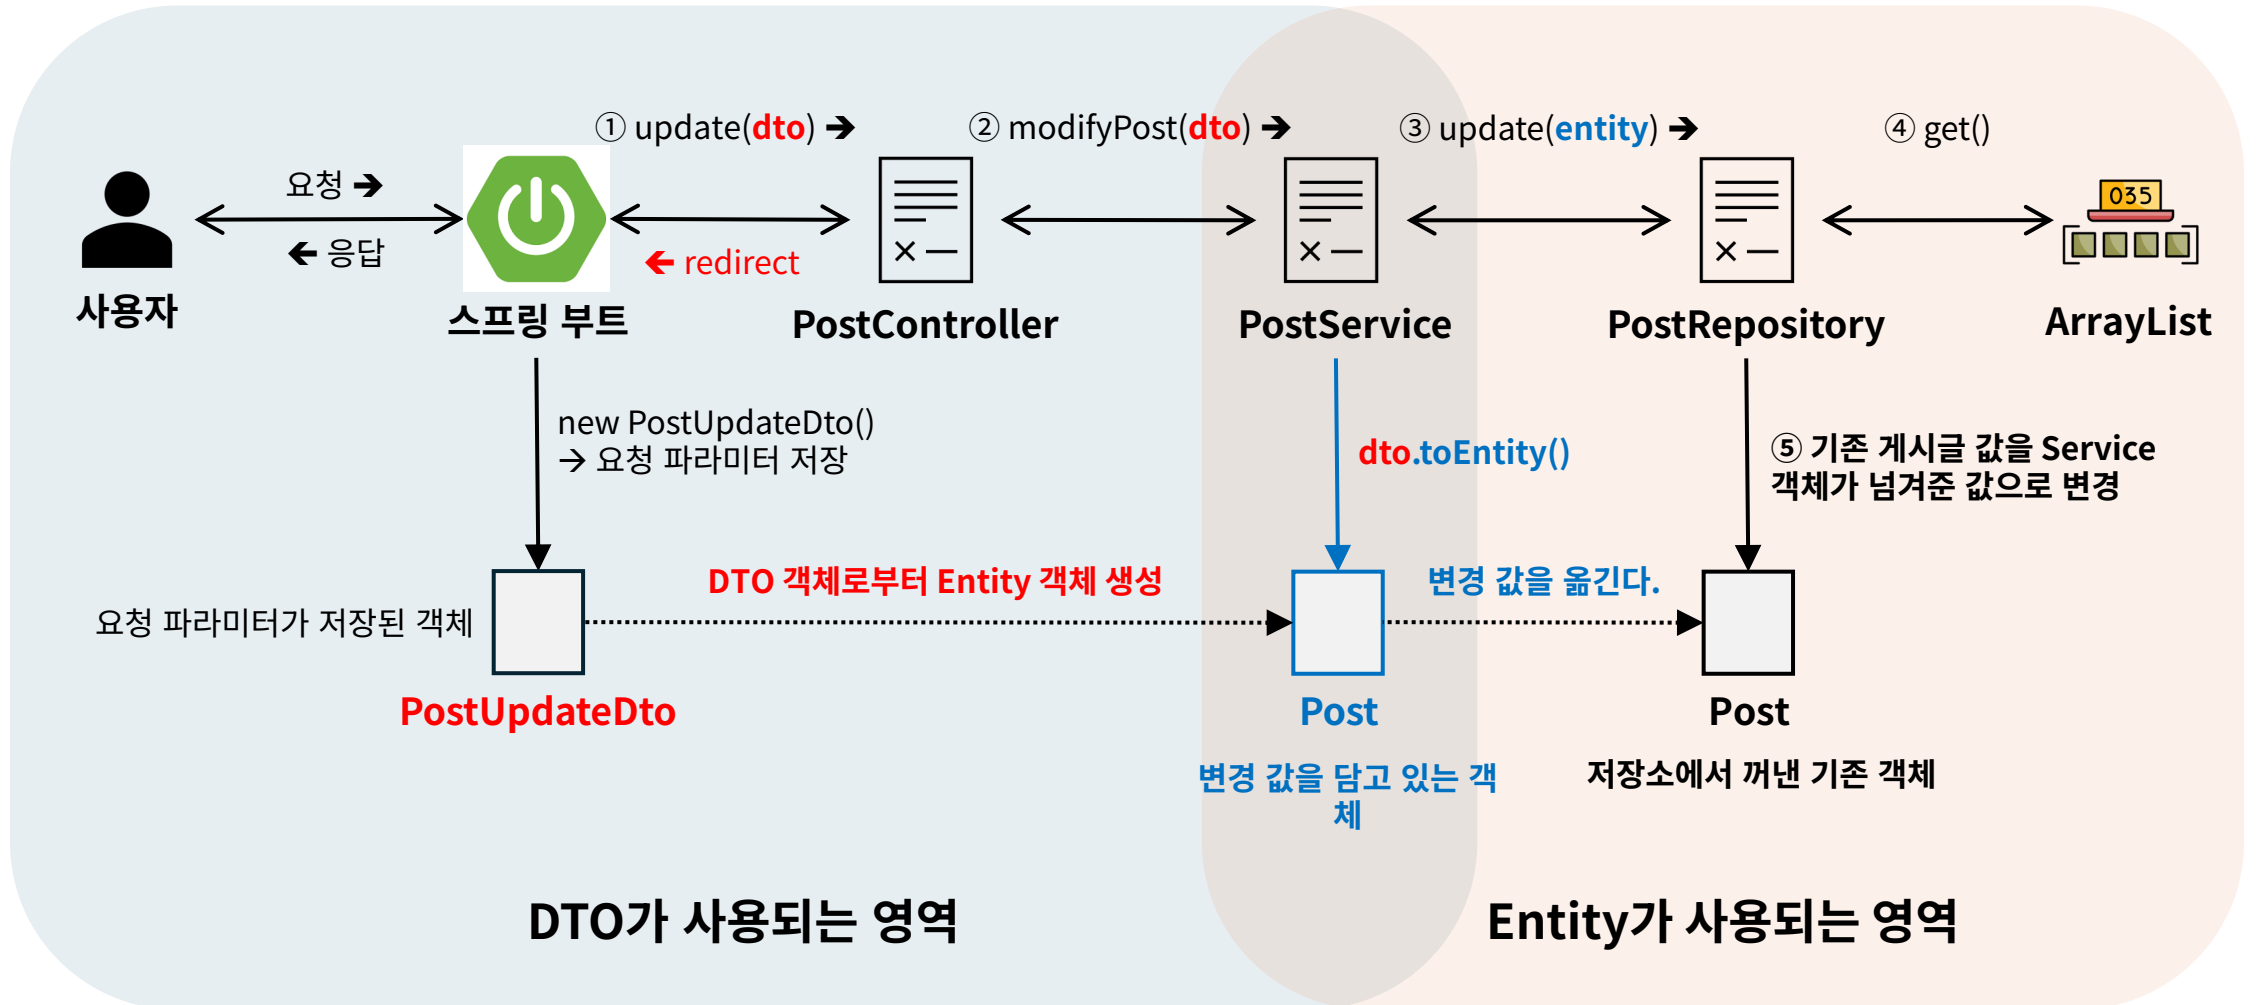 ① update(dto) ➔
② modifyPost(dto) ➔
③ update(entity) ➔
④ get()
요청 ➔
🡰 응답
🡰 redirect
035
사용자
스프링 부트
PostController
PostService
PostRepository
ArrayList
new PostUpdateDto()
→ 요청 파라미터 저장
dto.toEntity()
⑤ 기존 게시글 값을 Service
객체가 넘겨준 값으로 변경
DTO 객체로부터 Entity 객체 생성
변경 값을 옮긴다.
요청 파라미터가 저장된 객체
PostUpdateDto
Post
Post
변경 값을 담고 있는 객
체
저장소에서 꺼낸 기존 객체
DTO가 사용되는 영역
Entity가 사용되는 영역